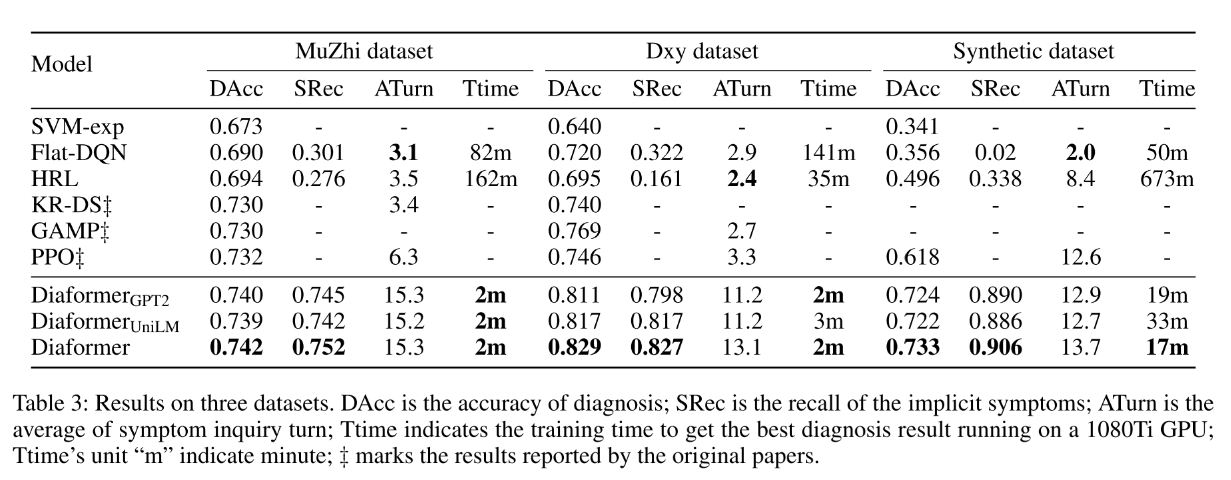 Model MuZhi dataset Dxy dataset Synthetic dataset
DAcc SRec ATurn Ttime DAcc SRec ATurn Ttime DAcc SRec ATurn Ttime
SVM-exp 0.673 - - - 0.640 - - - 0.341 - - -
Flat-DQN 0.690 0.301 3.1 82m 0.720 0.322 2.9 141m 0.356 0.02 2.0 50m
HRL 0.694 0.276 3.5 162m 0.695 0.161 2.4 35m 0.496 0.338 8.4 673m
KR-DS‡ 0.730 - 3.4 - 0.740 - - - - - - -
GAMP‡ 0.730 - - - 0.769 - 2.7 - - - - -
PPO‡ 0.732 - 6.3 - 0.746 - 3.3 - 0.618 - 12.6 -
DiaformerGPT2 0.740 0.745 15.3 2m 0.811 0.798 11.2 2m 0.724 0.890 12.9 19m
DiaformerUniLM 0.739 0.742 15.2 2m 0.817 0.817 11.2 3m 0.722 0.886 12.7 33m
Diaformer 0.742 0.752 15.3 2m 0.829 0.827 13.1 2m 0.733 0.906 13.7 17m
Table 3: Results on three datasets. DAcc is the accuracy of diagnosis; SRec is the recall of the implicit symptoms; ATurn is the
average of symptom inquiry turn; Ttime indicates the training time to get the best diagnosis result running on a 1080Ti GPU;
Ttime's unit “m” indicate minute; ‡ marks the results reported by the original papers.